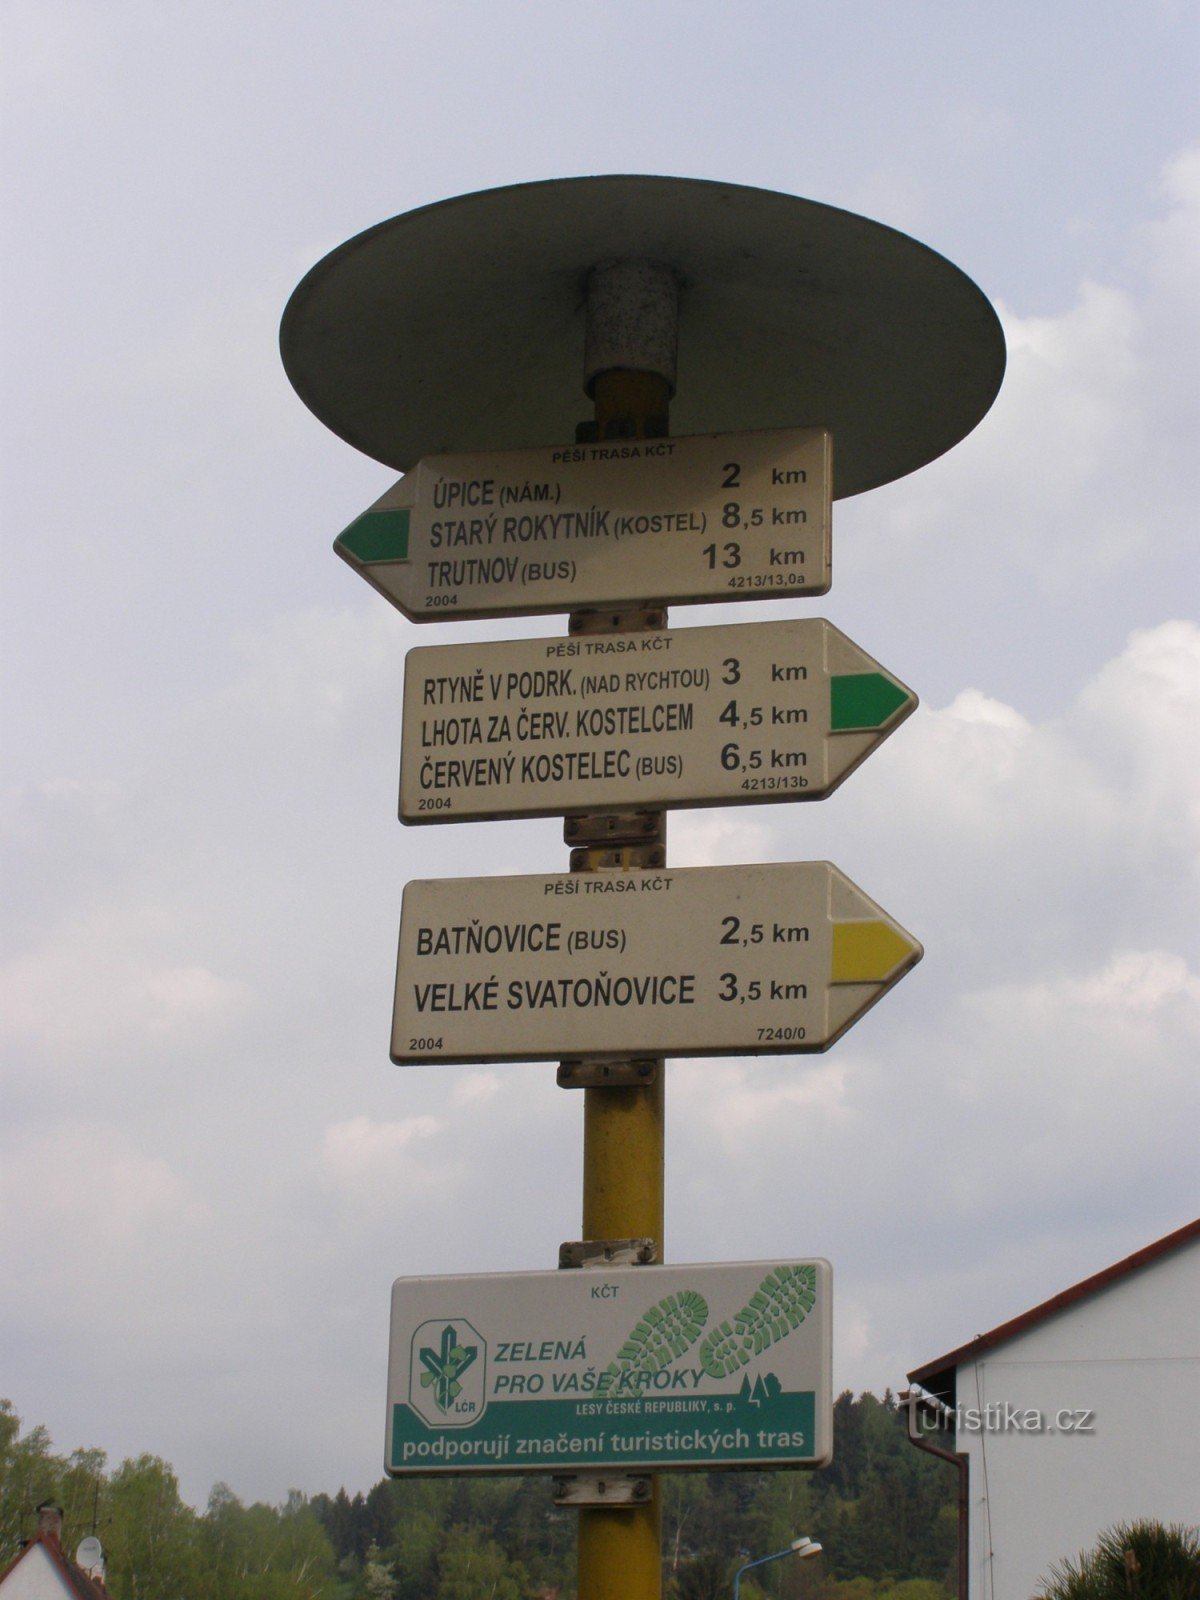 PĚŠÍ TRASA KČT
ÚPICE (NÁM.) 2 km
STARÝ ROKYTNÍK (KOSTEL) 8,5 km
TRUTNOV (BUS) 13 km
2004 4213/13,0a
PĚŠÍ TRASA KČT
RTYNĚ V PODRK. (NAD RYCHTOU) 3 km
LHOTA ZA ČERV. KOSTELCEM 4,5 km
ČERVENÝ KOSTELEC (BUS) 6,5 km
2004 4213/13b
PĚŠÍ TRASA KČT
BATŇOVICE (BUS) 2,5 km
VELKÉ SVATOŇOVICE 3,5 km
2004 7240/0
KČT
ZELENÁ
PRO VAŠE KROKY
LČR
LESY ČESKÉ REPUBLIKY, s. p.
podporují značení turistických tras
Turistika.cz